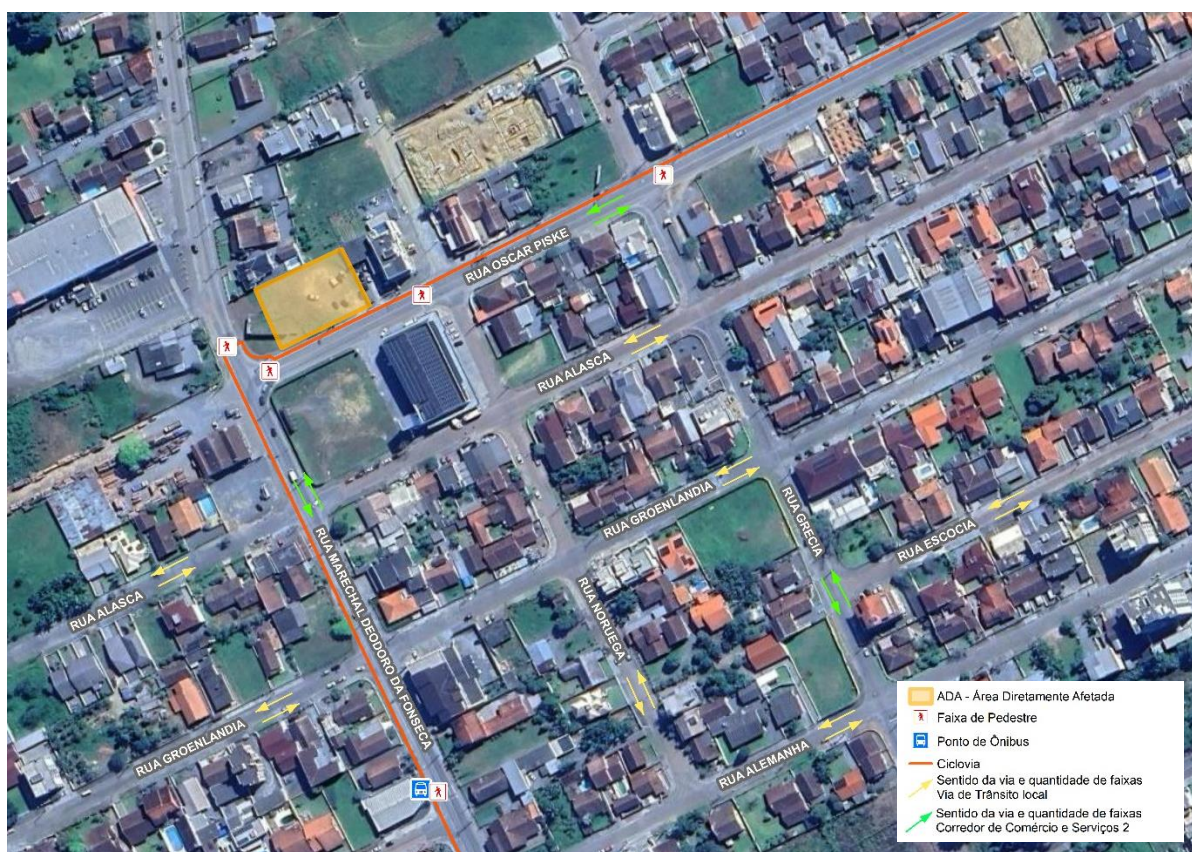 RUA OSCAR PISKE
RUA ALASCA
RUA GROENLANDIA
RUA GRECIA
RUA ESCOCIA
RUA MARECHAL DEODORO DA FONSECA
RUA ALASCA
RUA NORUEGA
RUA GROENLANDIA
RUA ALEMANHA
ADA - Área Diretamente Afetada
Faixa de Pedestre
Ponto de Ônibus
Ciclovia
Sentido da via e quantidade de faixas
Via de Trânsito local
Sentido da via e quantidade de faixas
Corredor de Comércio e Serviços 2